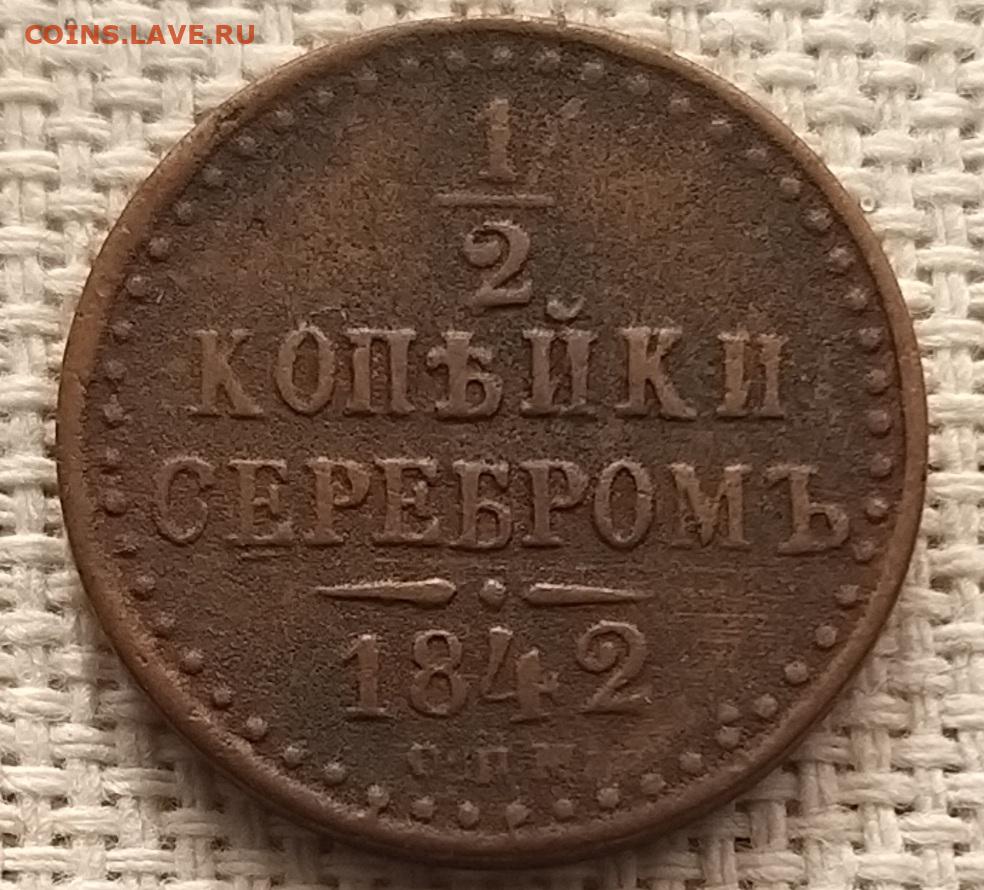 COINS.LAVE.RU
1
2
КОПѢЙКИ
СЕРЕБРОМЪ
1842